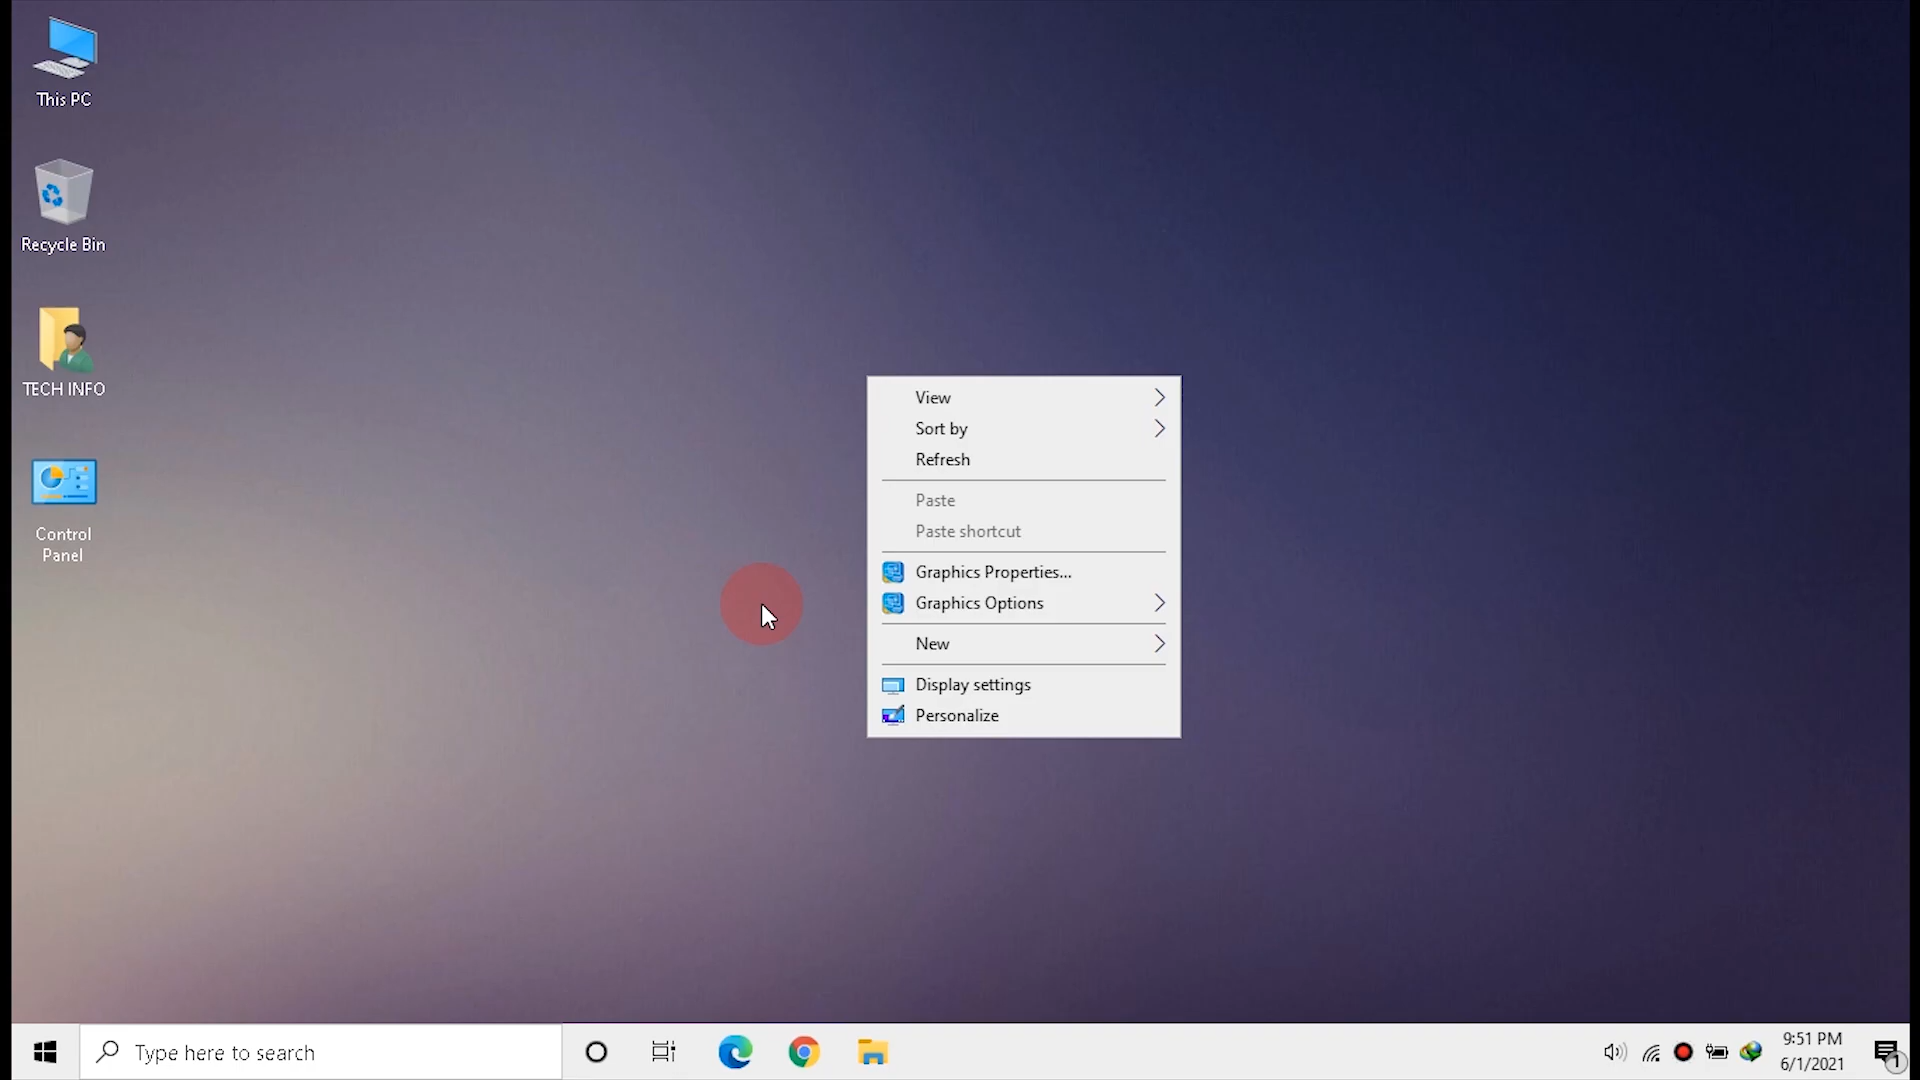 This PC
Recycle Bin
TECH INFO
Control
Panel
View
Sort by
Refresh
Paste
Paste shortcut
Graphics Properties...
Graphics Options
New
Display settings
Personalize
Type here to search
9:51 PM
6/1/2021
1